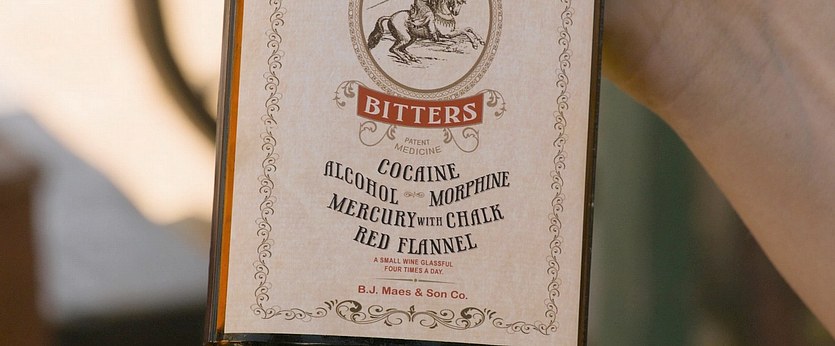 BITTERS
PATENT
MEDICINE
COCAINE
ALCOHOL MORPHINE
MERCURY WITH CHALK
RED FLANNEL
A SMALL WINE GLASSFUL
FOUR TIMES A DAY.
B.J. Maes & Son Co.